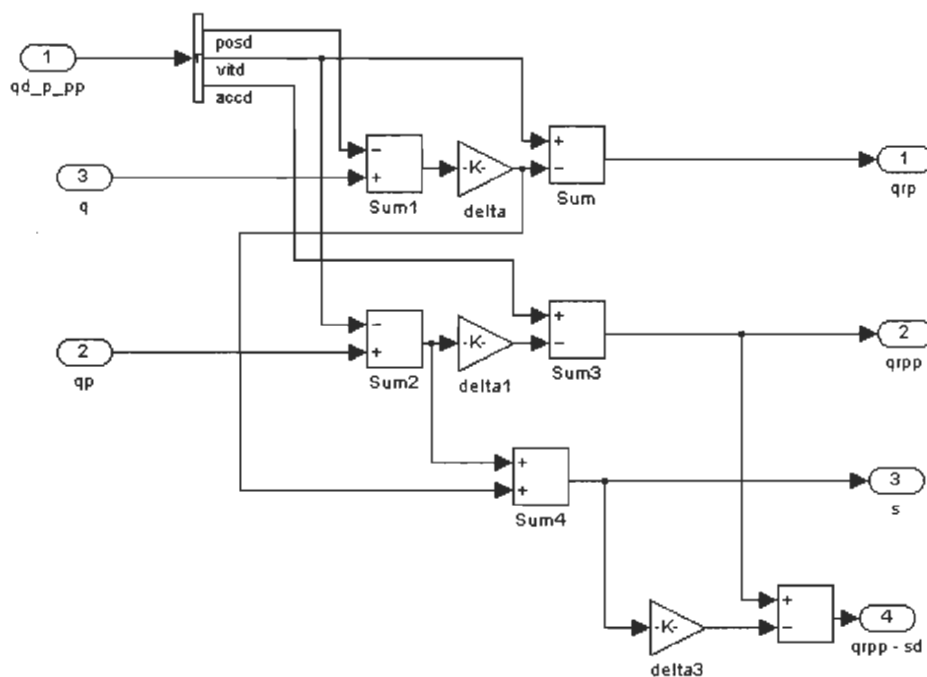 posd
1
vitd
qd_p_pp
accd
+
−
3
-K-
−
1
+
q
Sum1
delta
Sum
qrp
+
−
2
-K-
−
2
+
qp
Sum2
delta1
Sum3
qrpp
+
3
+
s
Sum4
+
4
-K-
−
qrpp - sd
delta3